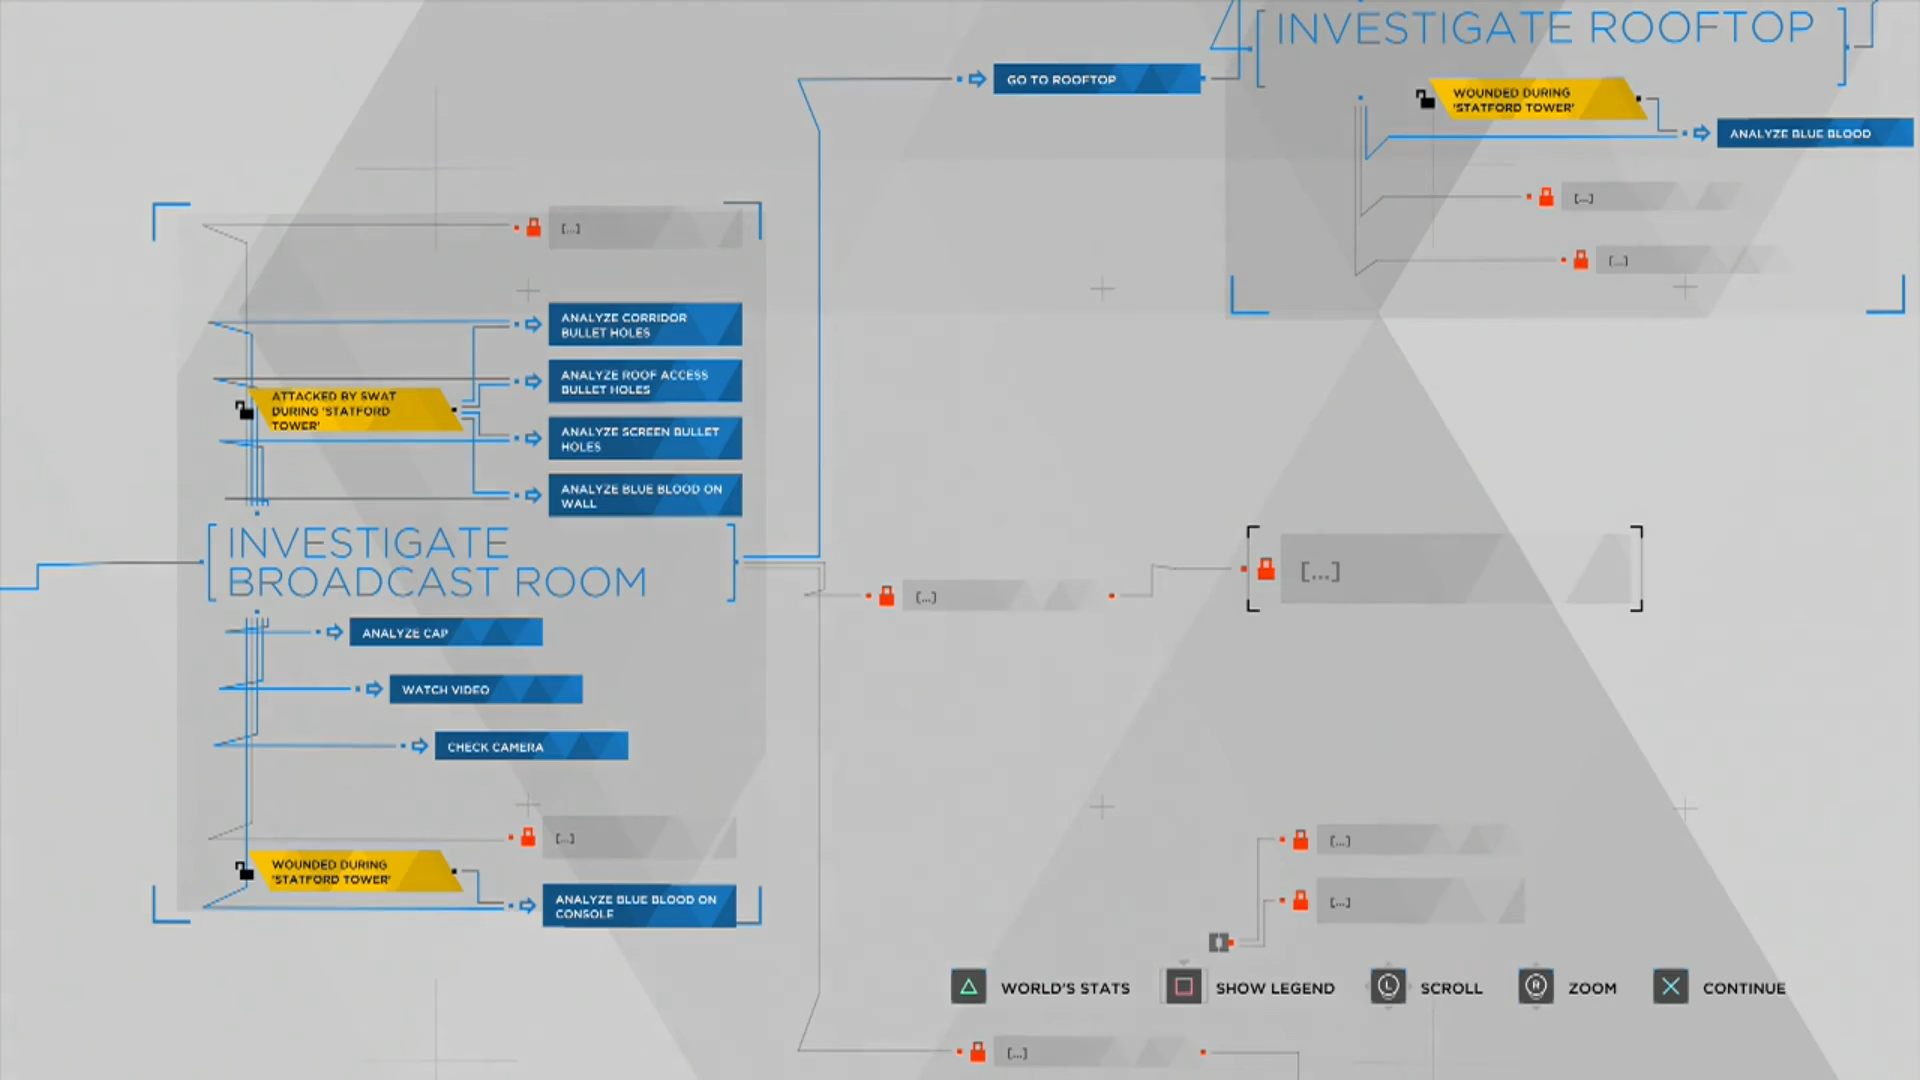 [INVESTIGATE ROOFTOP]
GO TO ROOFTOP
WOUNDED DURING
'STATFORD TOWER'
ANALYZE BLUE BLOOD
[...]
[...]
[...]
ANALYZE CORRIDOR
BULLET HOLES
ANALYZE ROOF ACCESS
BULLET HOLES
ATTACKED BY SWAT
DURING 'STATFORD
TOWER'
ANALYZE SCREEN BULLET
HOLES
ANALYZE BLUE BLOOD ON
WALL
[INVESTIGATE
BROADCAST ROOM]
[...]
[...]
ANALYZE CAP
WATCH VIDEO
CHECK CAMERA
[...]
WOUNDED DURING
'STATFORD TOWER'
ANALYZE BLUE BLOOD ON
CONSOLE
[...]
[...]
WORLD'S STATS
SHOW LEGEND
L
SCROLL
R
ZOOM
CONTINUE
[...]